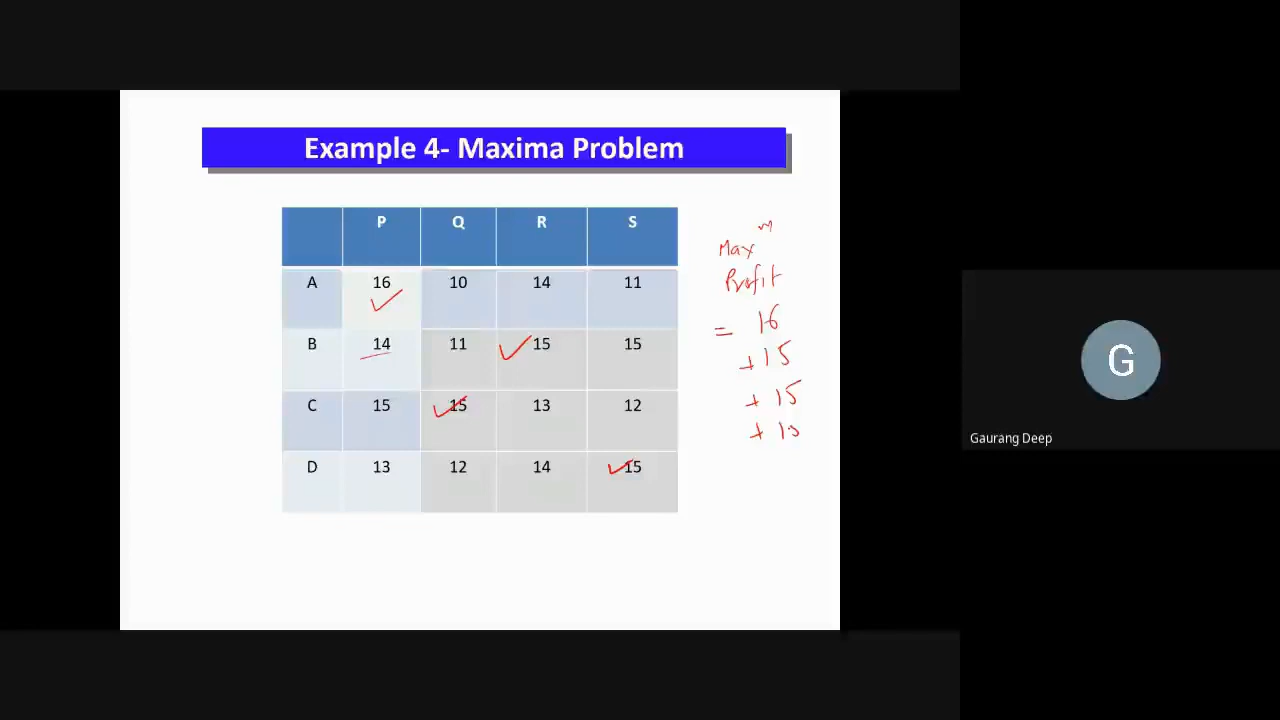 Example 4- Maxima Problem
P Q R S
A 16 10 14 11
B 14 11 15 15
C 15 15 13 12
D 13 12 14 15
Max m
Profit
= 16
+ 15
+ 15
+ 15
G
Gaurang Deep